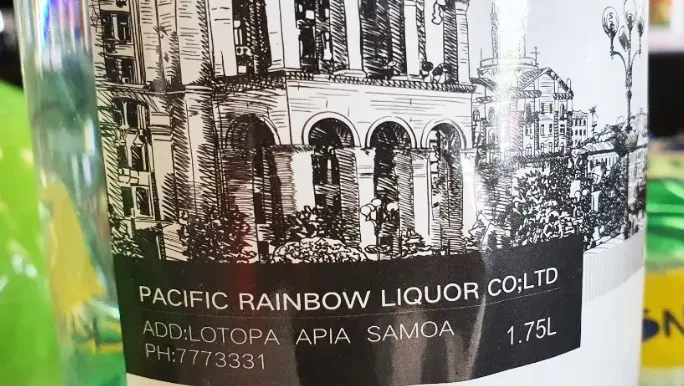 PACIFIC RAINBOW LIQUOR CO;LTD
ADD:LOTOPA APIA SAMOA 1.75L
PH:7773331